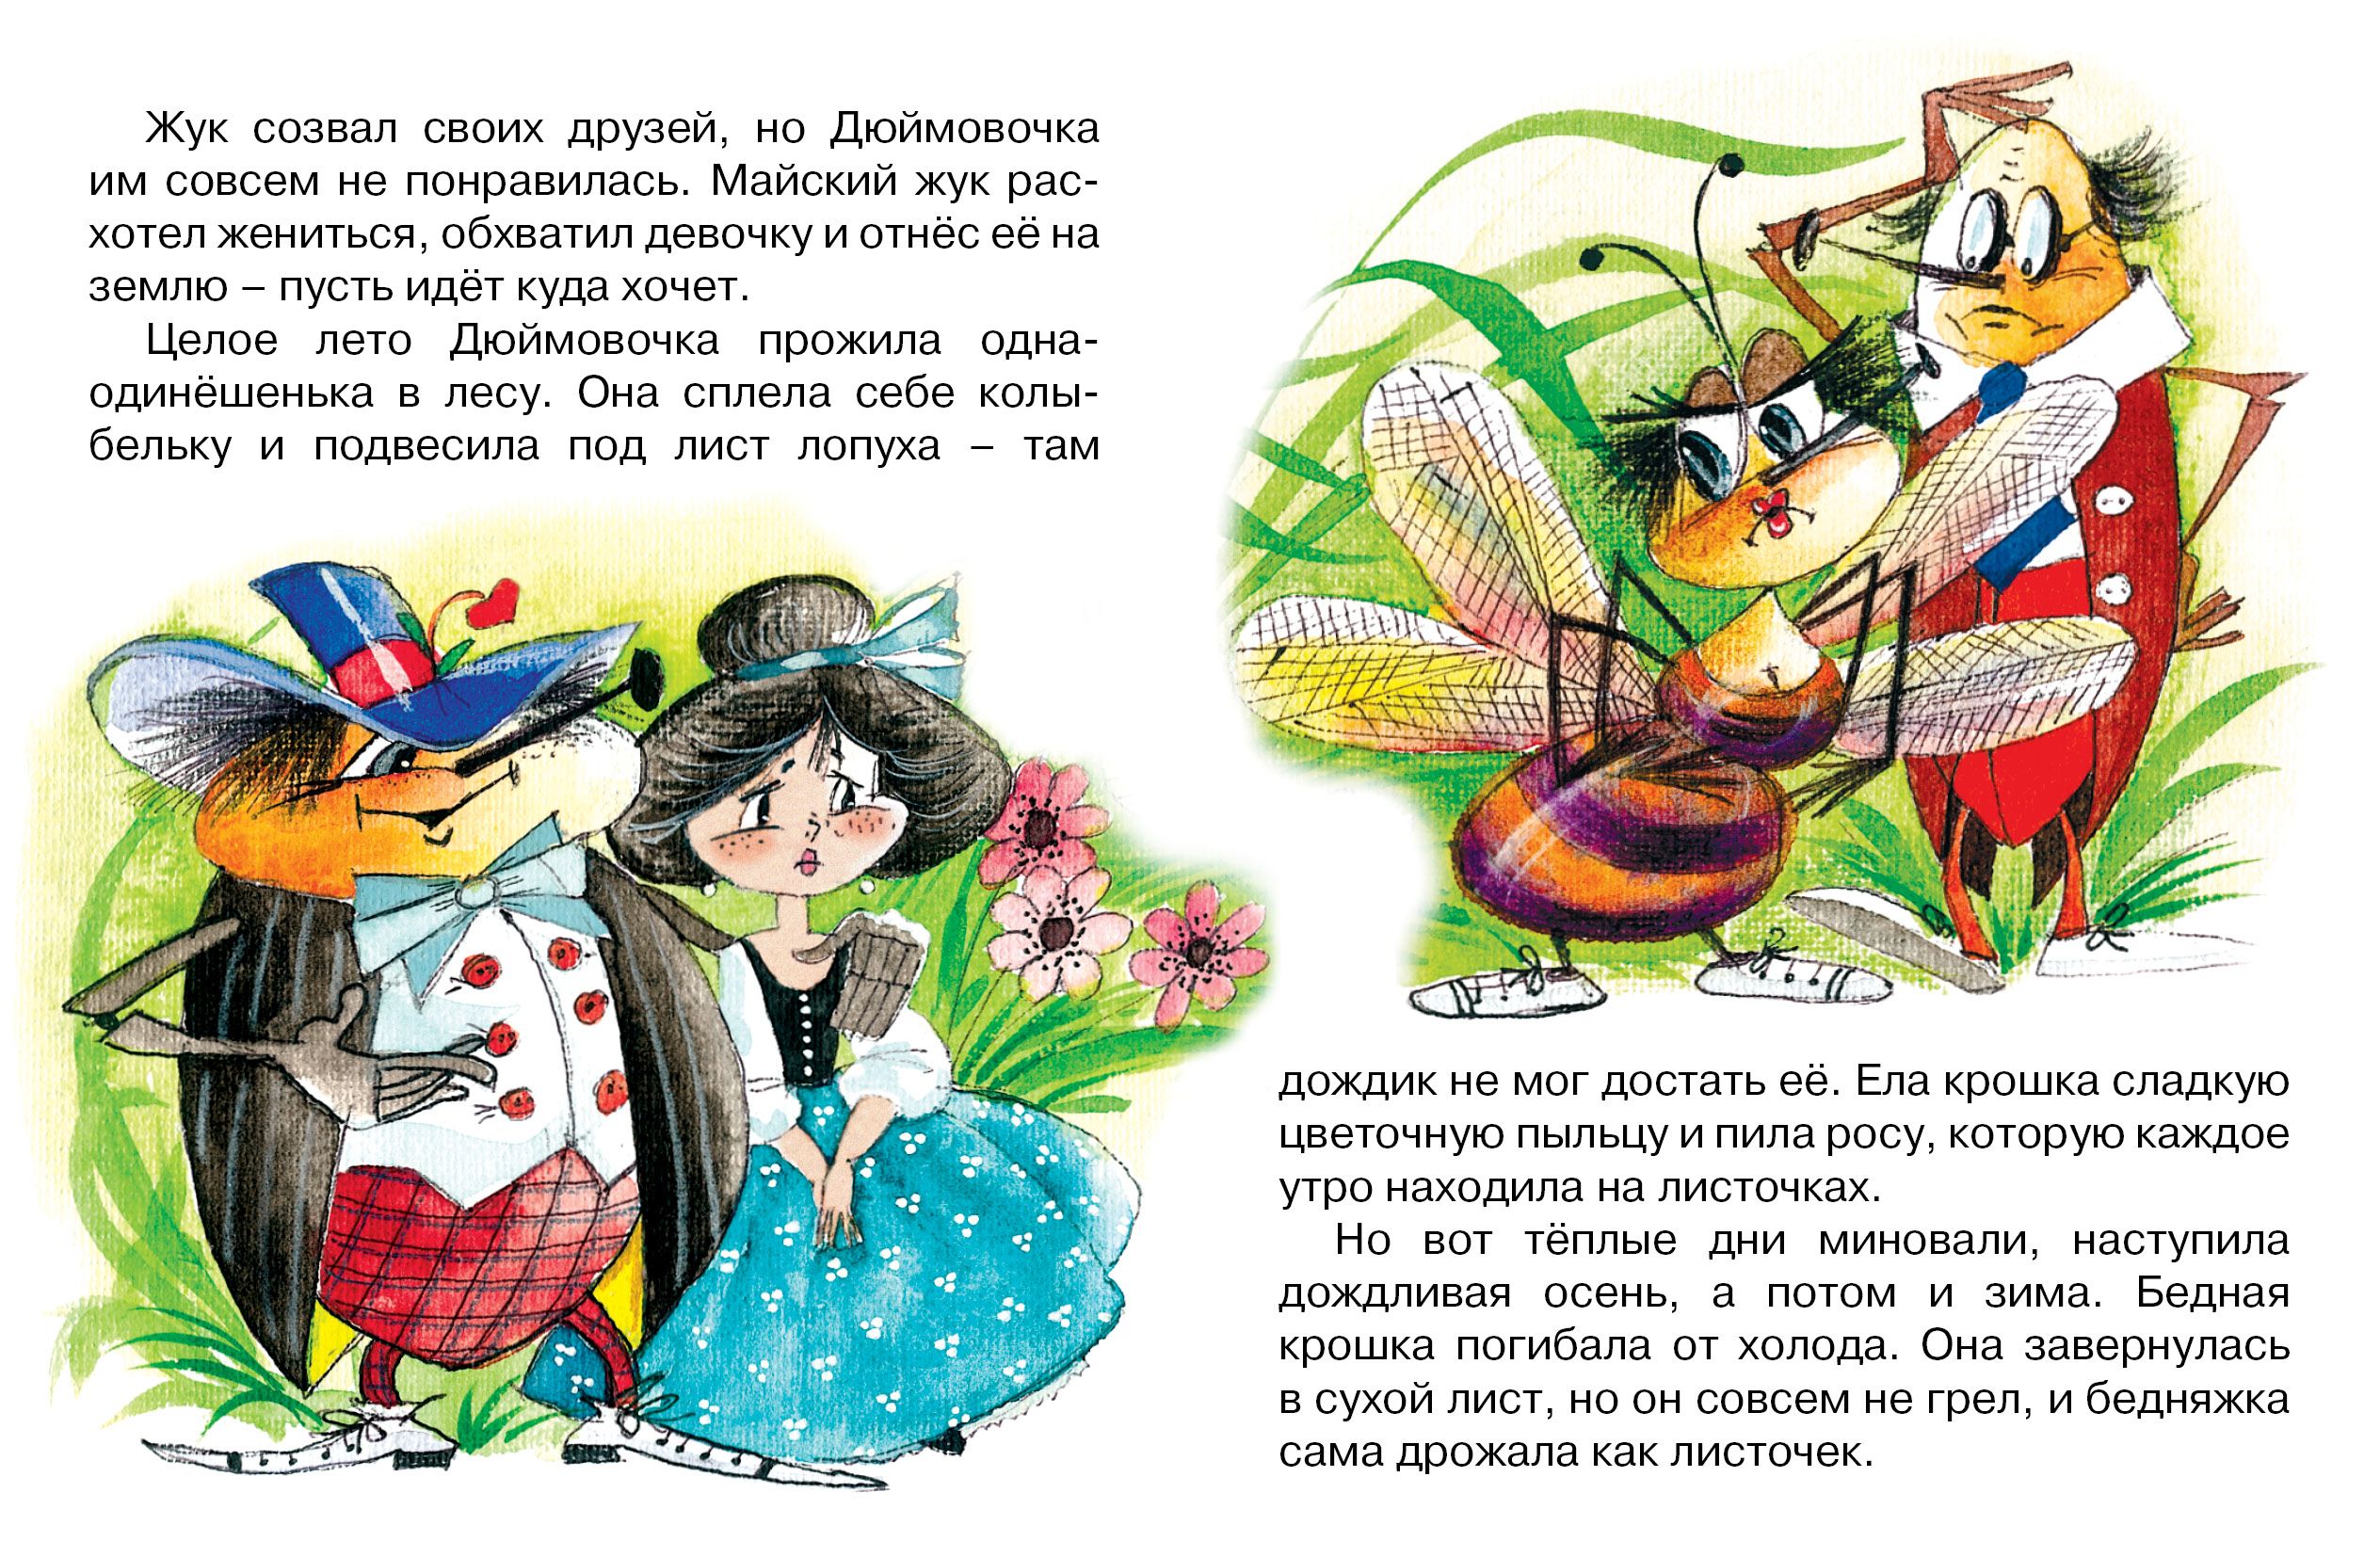 Жук созвал своих друзей, но Дюймовочка
им совсем не понравилась. Майский жук рас-
хотел жениться, обхватил девочку и отнёс её на
землю – пусть идёт куда хочет.
Целое лето Дюймовочка прожила одна-
одинёшенька в лесу. Она сплела себе колы-
бельку и подвесила под лист лопуха – там
дождик не мог достать её. Ела крошка сладкую
цветочную пыльцу и пила росу, которую каждое
утро находила на листочках.
Но вот тёплые дни миновали, наступила
дождливая осень, а потом и зима. Бедная
крошка погибала от холода. Она завернулась
в сухой лист, но он совсем не грел, и бедняжка
сама дрожала как листочек.